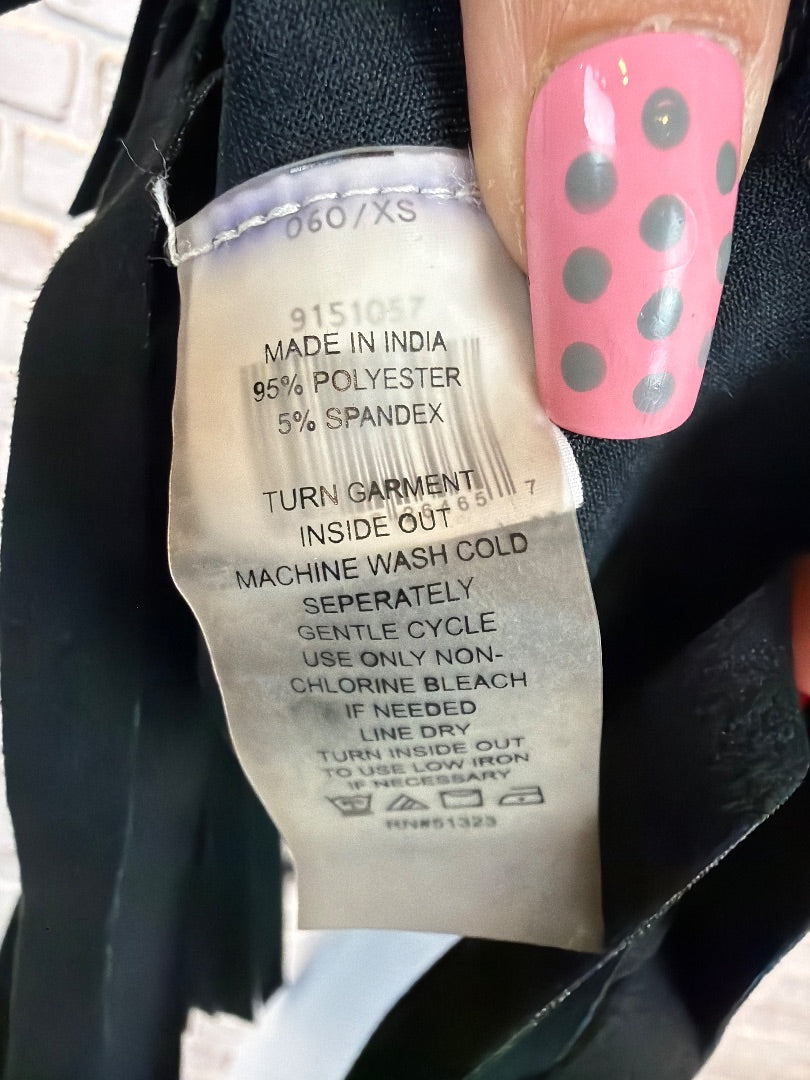 060/XS
9151057
MADE IN INDIA
95% POLYESTER
5% SPANDEX
TURN GARMENT
INSIDE OUT
MACHINE WASH COLD
SEPERATELY
GENTLE CYCLE
USE ONLY NON-
CHLORINE BLEACH
IF NEEDED
LINE DRY
TURN INSIDE OUT
TO USE LOW IRON
IF NECESSARY
RN#51323